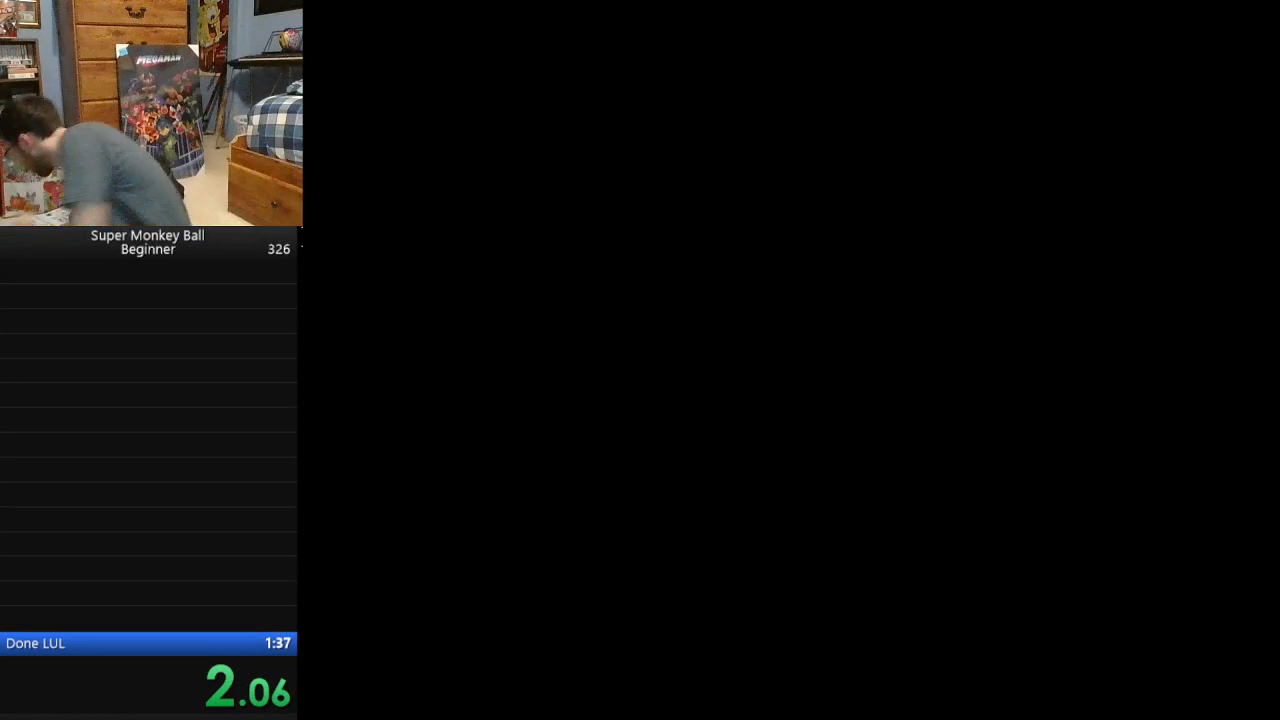 MEGAMAN
Super Monkey Ball
Beginner 326
Done LUL 1:37
2.06